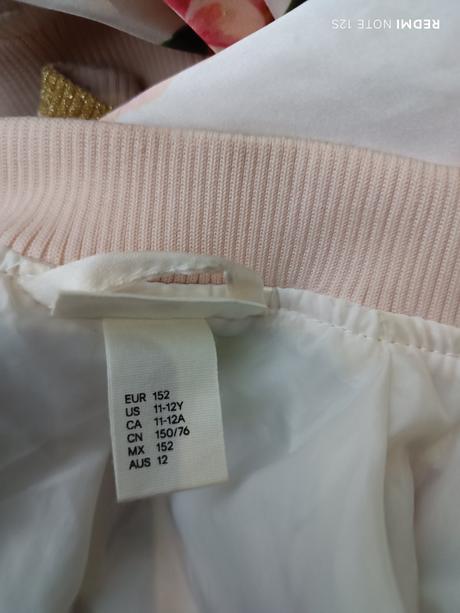 REDMI NOTE 12S
EUR 152
US 11-12Y
CA 11-12A
CN 150/76
MX 152
AUS 12